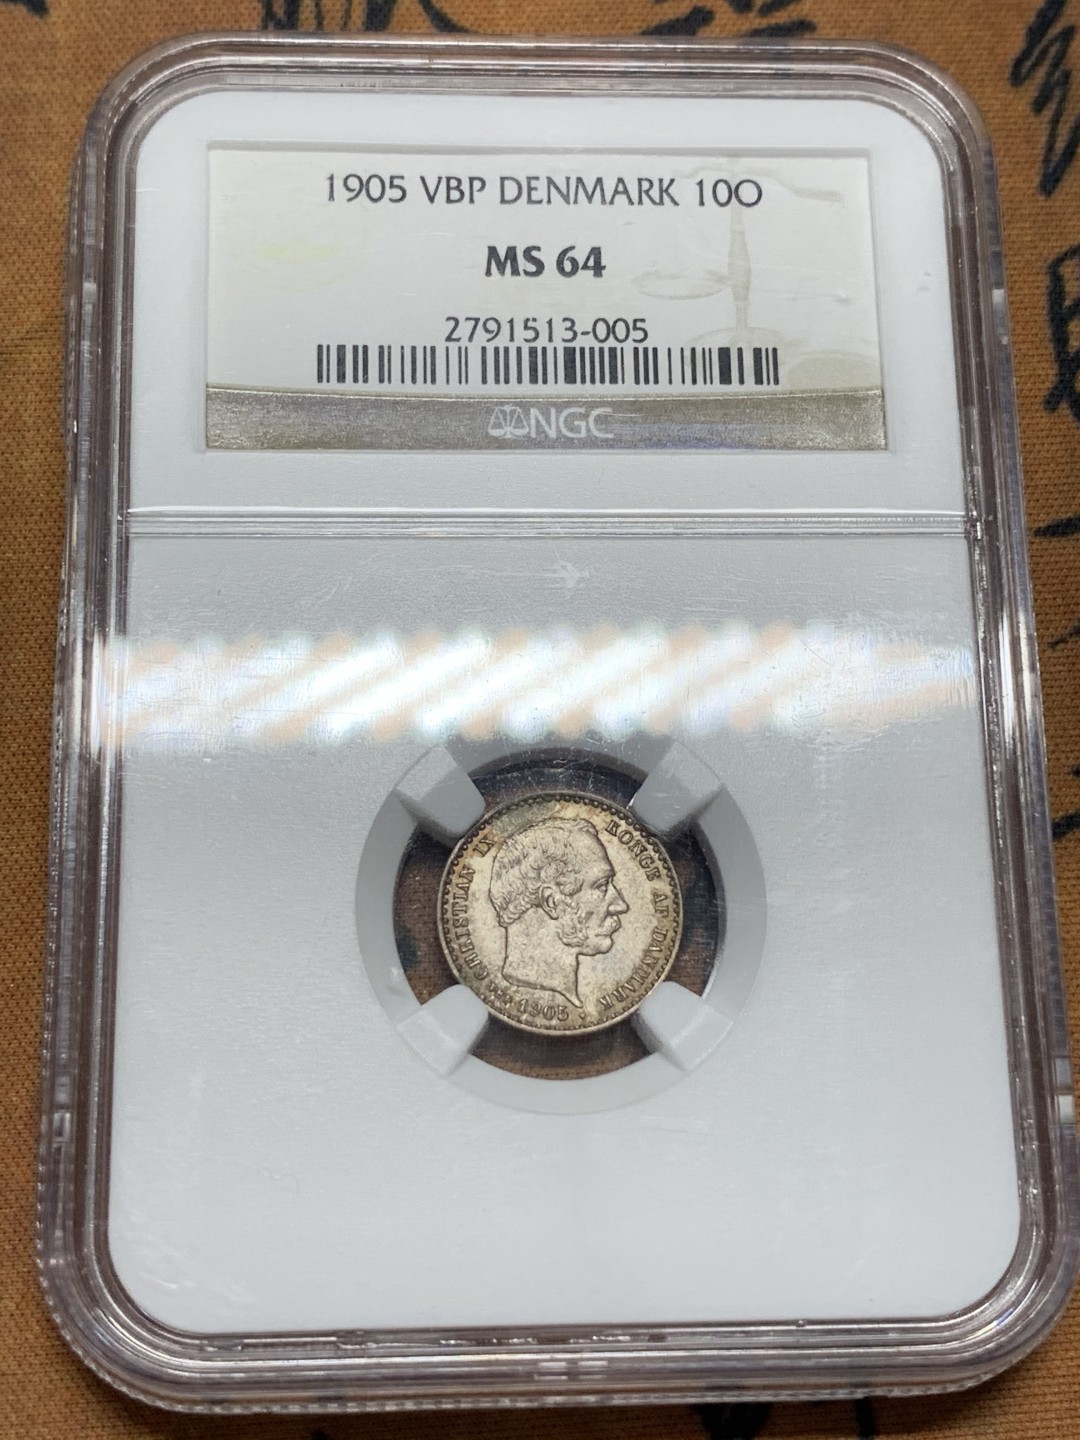 1905 VBP DENMARK 10O
MS 64
2791513-005
NGC
CHRISTIAN IX KONGE AF DANMARK
1905